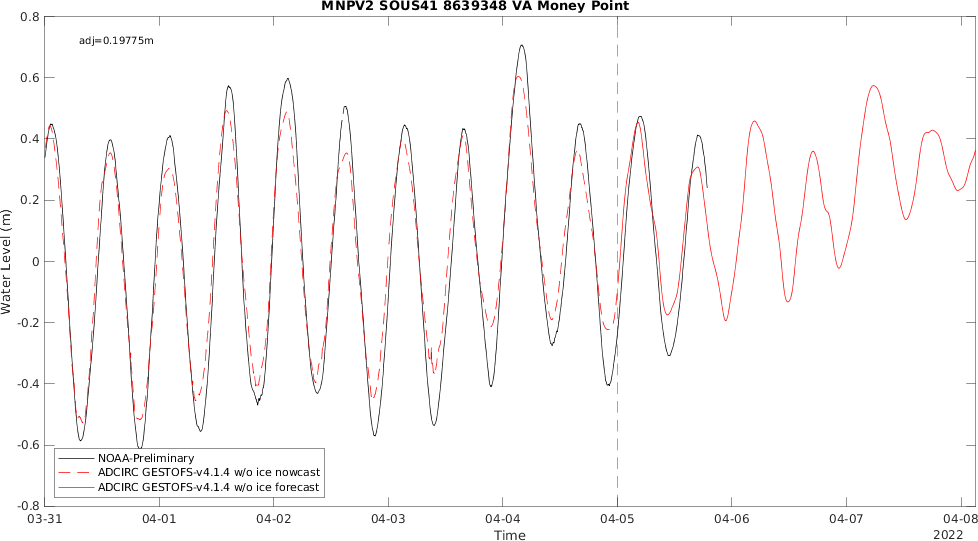 MNPV2 SOUS41 8639348 VA Money Point
adj=0.19775m
0.8
0.6
0.4
0.2
0
-0.2
-0.4
-0.6
-0.8
Water Level (m)
NOAA-Preliminary
ADCIRC GESTOFS-v4.1.4 w/o ice nowcast
ADCIRC GESTOFS-v4.1.4 w/o ice forecast
03-31 04-01 04-02 04-03 04-04 04-05 04-06 04-07 04-08
Time
2022